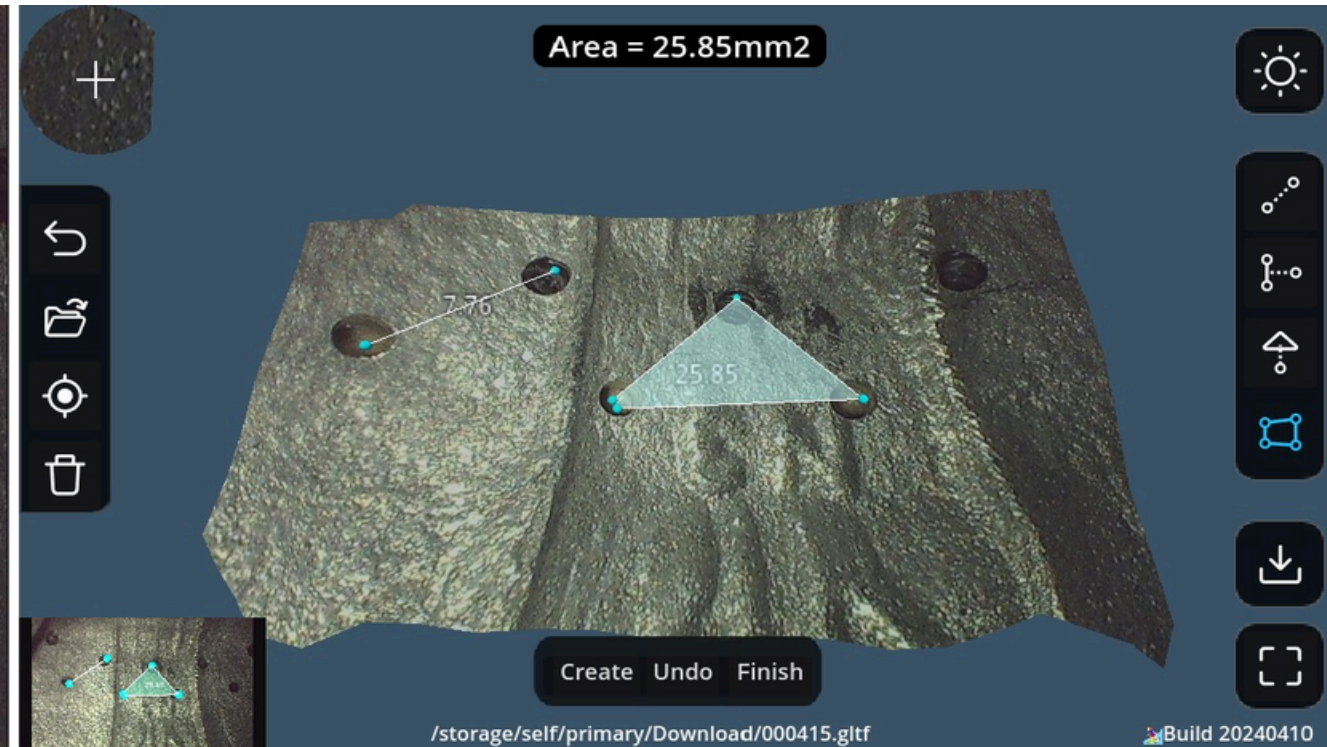 Area = 25.85mm2
7.76
25.85
Create Undo Finish
/storage/self/primary/Download/000415.gltf
Build 20240410